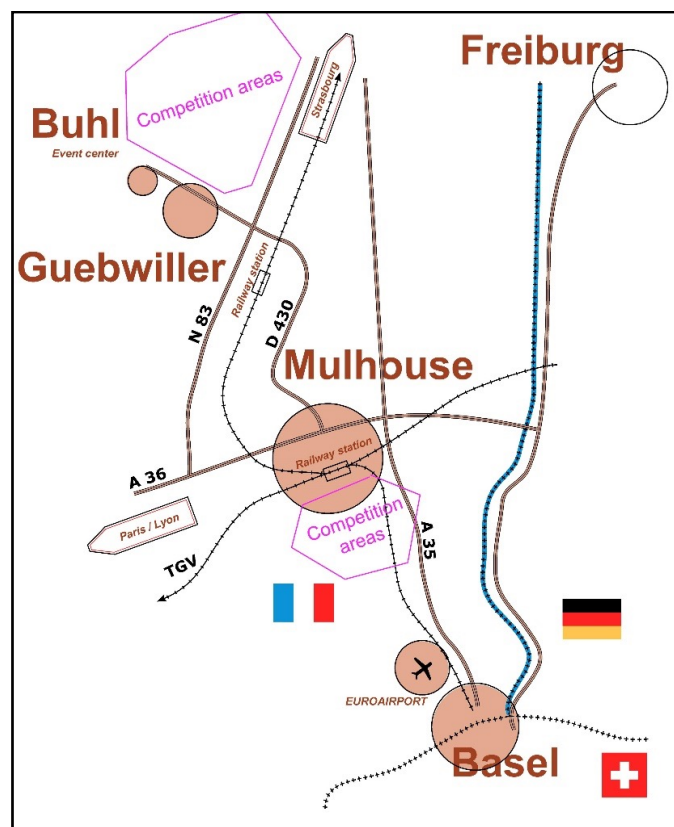 Freiburg
Competition areas
Strasbourg
Buhl
Event center
Guebwiller
Railway station
N 83
D 430
Mulhouse
Railway station
A 36
Competition
areas
Paris / Lyon
A 35
TGV
EUROAIRPORT
Basel